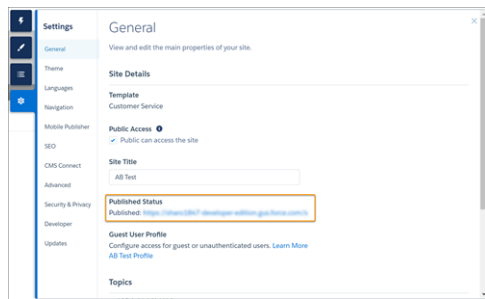 Settings
General
Theme
Languages
Navigation
Mobile Publisher
SEO
CMS Connect
Advanced
Security & Privacy
Developer
Updates
General
View and edit the main properties of your site.
Site Details
Template
Customer Service
Public Access
Public can access the site
Site Title
AB Test
Published Status
Published:
Guest User Profile
Configure access for guest or unauthenticated users. Learn More
AB Test Profile
Topics